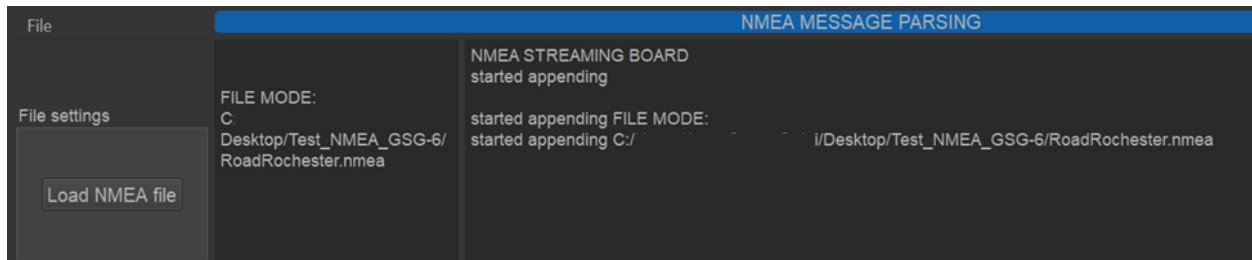 File
NMEA MESSAGE PARSING
File settings
Load NMEA file
FILE MODE:
C:
Desktop/Test_NMEA_GSG-6/
RoadRochester.nmea
NMEA STREAMING BOARD
started appending
started appending FILE MODE:
started appending C:/ i/Desktop/Test_NMEA_GSG-6/RoadRochester.nmea